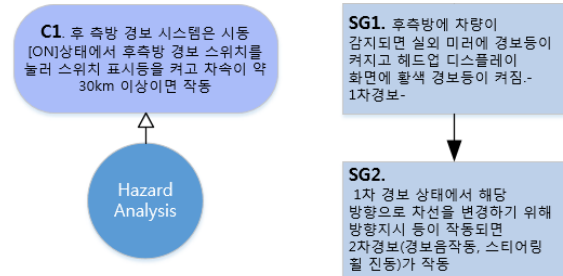 C1. 후 측방 경보 시스템은 시동
[ON]상태에서 후측방 경보 스위치를
눌러 스위치 표시등을 켜고 차속이 약
30km 이상이면 작동
Hazard
Analysis
SG1. 후측방에 차량이
감지되면 실외 미러에 경보등이
켜지고 헤드업 디스플레이
화면에 황색 경보등이 켜짐.-
1차경보-
SG2.
1차 경보 상태에서 해당
방향으로 차선을 변경하기 위해
방향지시 등이 작동되면
2차경보(경보음작동, 스티어링
휠 진동)가 작동